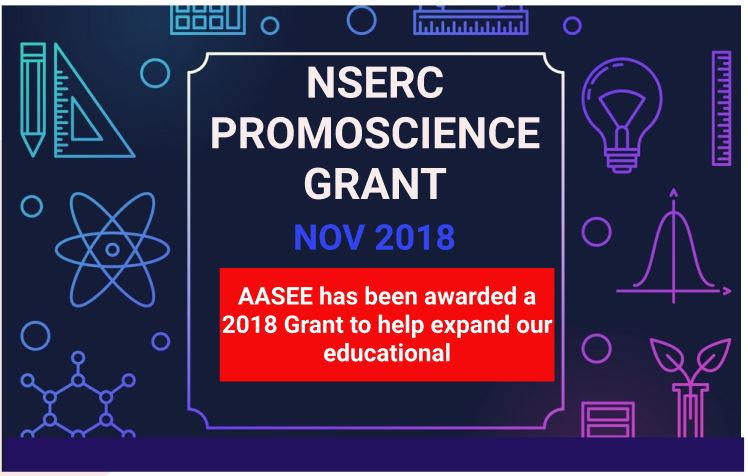 NSERC
PROMOSCIENCE
GRANT
NOV 2018
AASEE has been awarded a
2018 Grant to help expand our
educational